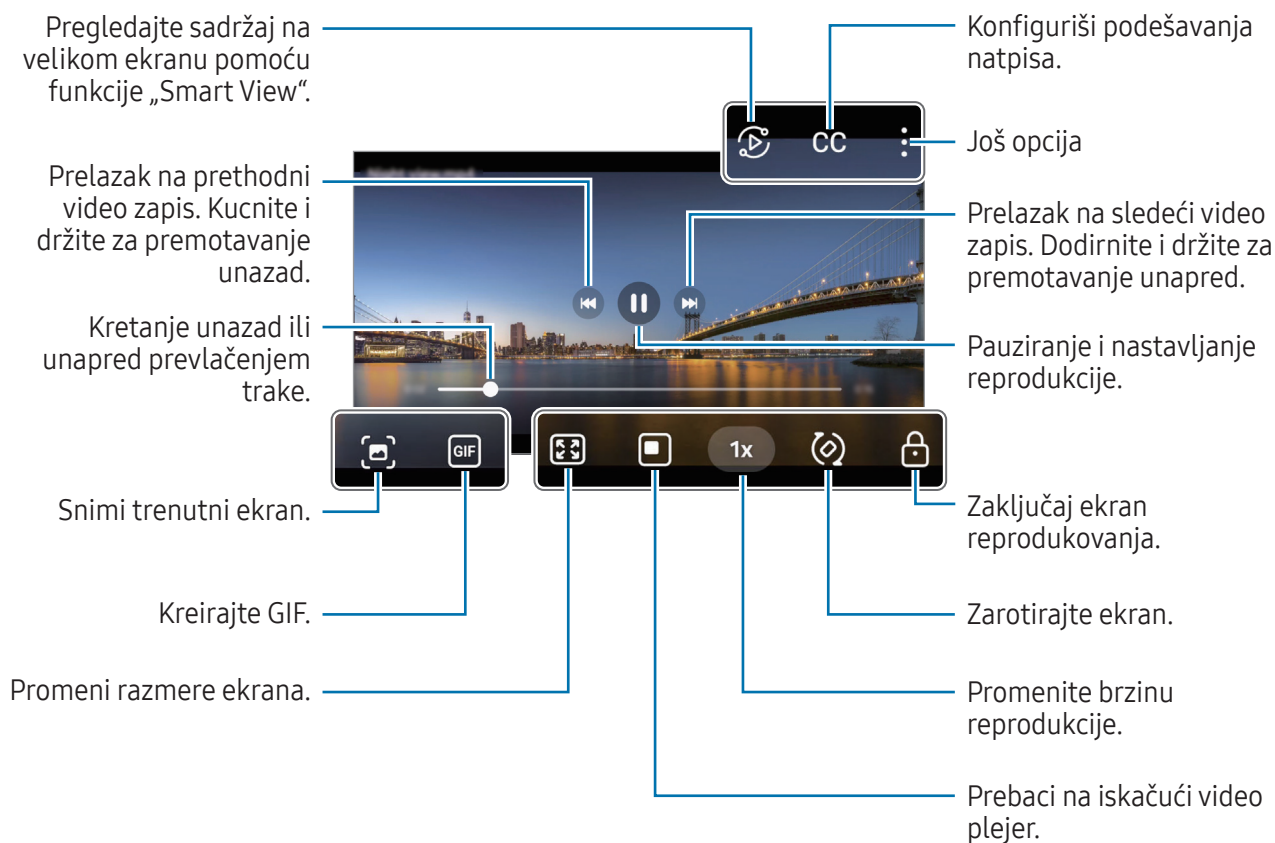 Pregledajte sadržaj na
velikom ekranu pomoću
funkcije „Smart View“.
Konfiguriši podešavanja
natpisa.
CC
Još opcija
Prelazak na prethodni
video zapis. Kucnite i
držite za premotavanje
unazad.
Prelazak na sledeći video
zapis. Dodirnite i držite za
premotavanje unapred.
Kretanje unazad ili
unapred prevlačenjem
trake.
Pauziranje i nastavljanje
reprodukcije.
GIF
1x
Snimi trenutni ekran.
Zaključaj ekran
reprodukovanja.
Kreirajte GIF.
Zarotirajte ekran.
Promeni razmere ekrana.
Promenite brzinu
reprodukcije.
Prebaci na iskačući video
plejer.